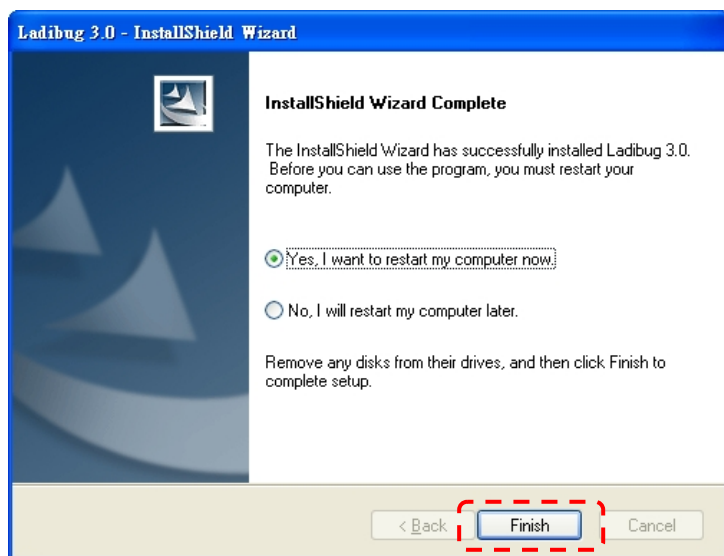 Ladibug 3.0 - InstallShield Wizard
InstallShield Wizard Complete
The InstallShield Wizard has successfully installed Ladibug 3.0.
Before you can use the program, you must restart your
computer.
Yes, I want to restart my computer now.
No, I will restart my computer later.
Remove any disks from their drives, and then click Finish to
complete setup.
< Back Finish Cancel